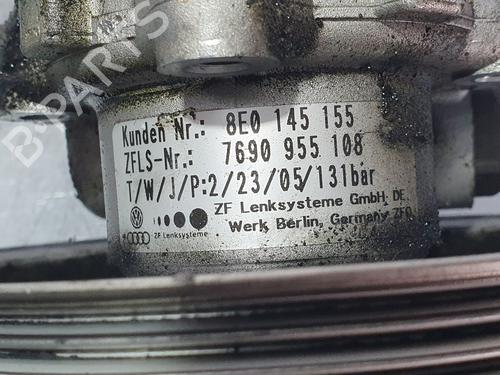 Kunden Nr.: 8E0 145 155
ZFLS-Nr.: 7690 955 108
T/W/J/P:2/23/05/131bar
ZF Lenksysteme GmbH, DE
ZF Lenksysteme Werk Berlin, Germany ZFD
B-PARTS